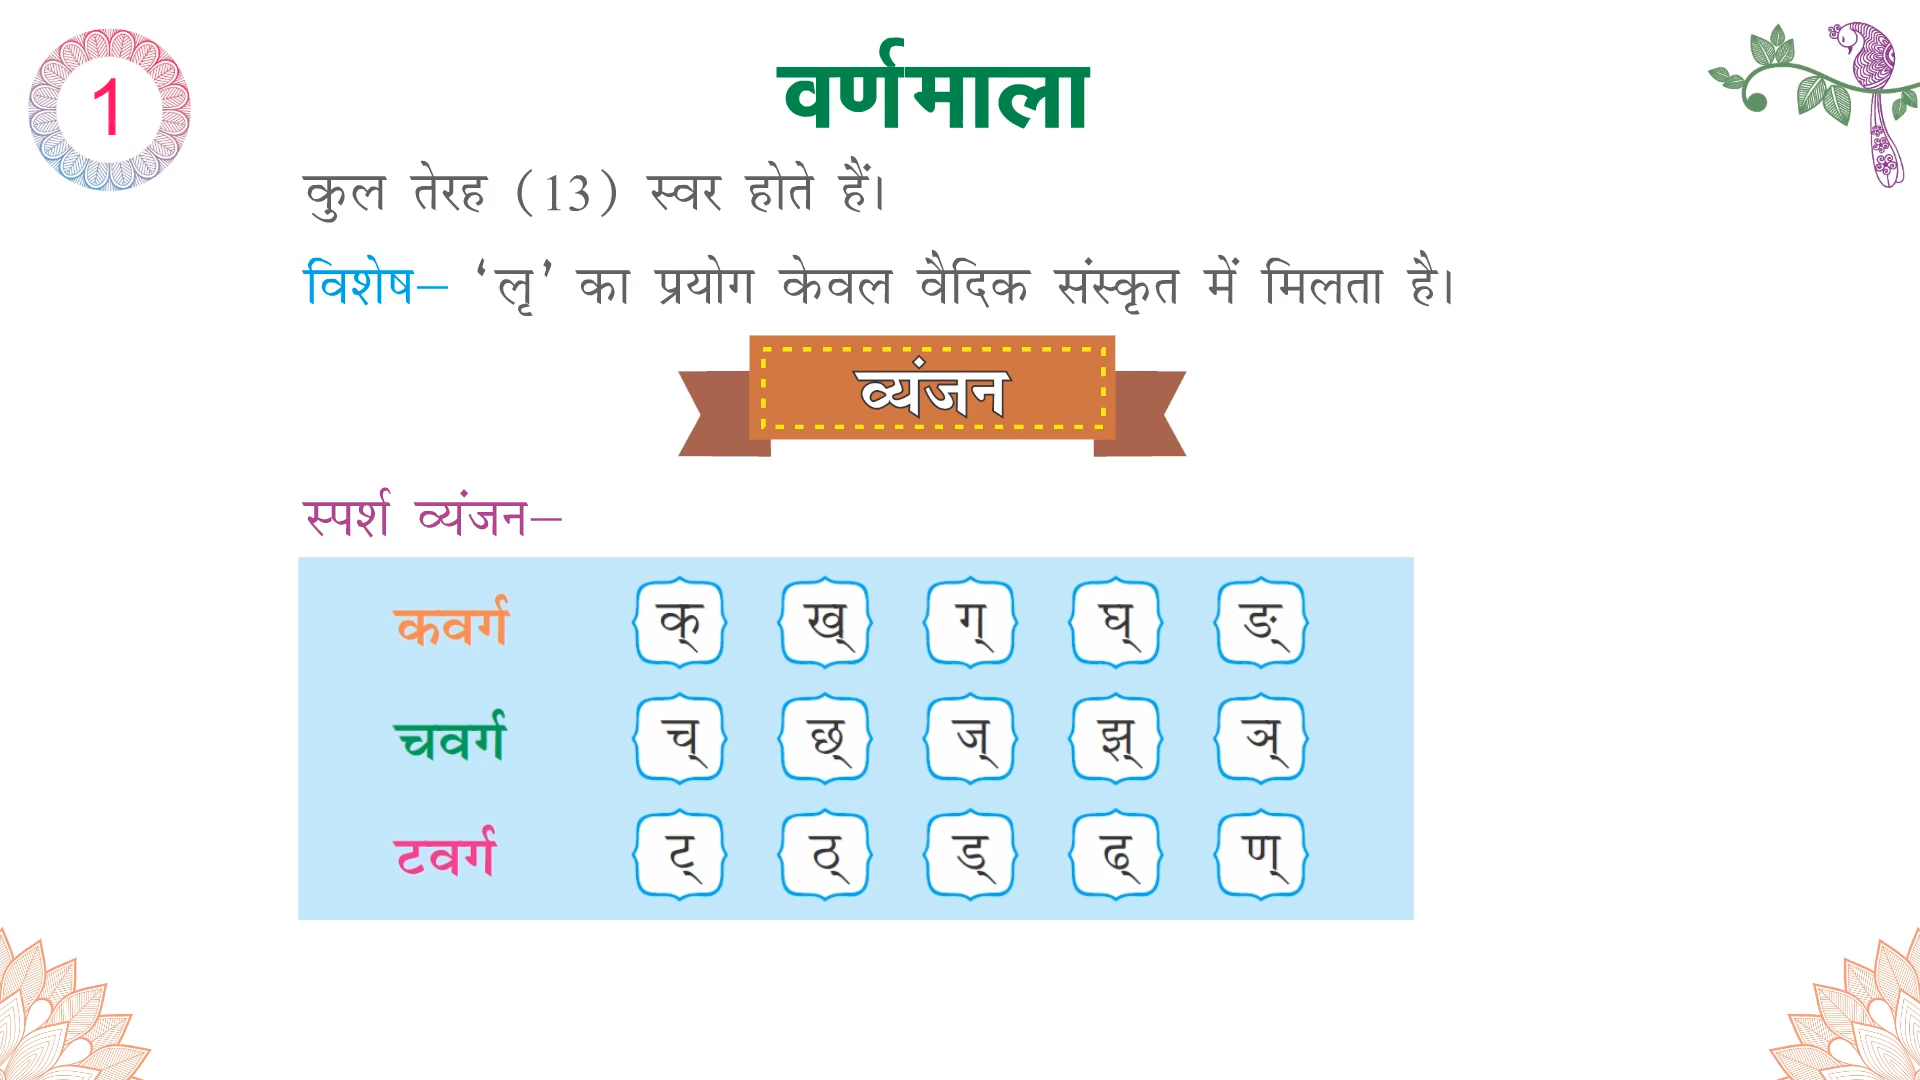 1
वर्णमाला
कुल तेरह (13) स्वर होते हैं।
विशेष– ‘लृ’ का प्रयोग केवल वैदिक संस्कृत में मिलता है।
व्यंजन
स्पर्श व्यंजन–
कवर्ग क् ख् ग् घ् ङ्
चवर्ग च् छ् ज् झ् ञ्
टवर्ग ट् ठ् ड् ढ् ण्